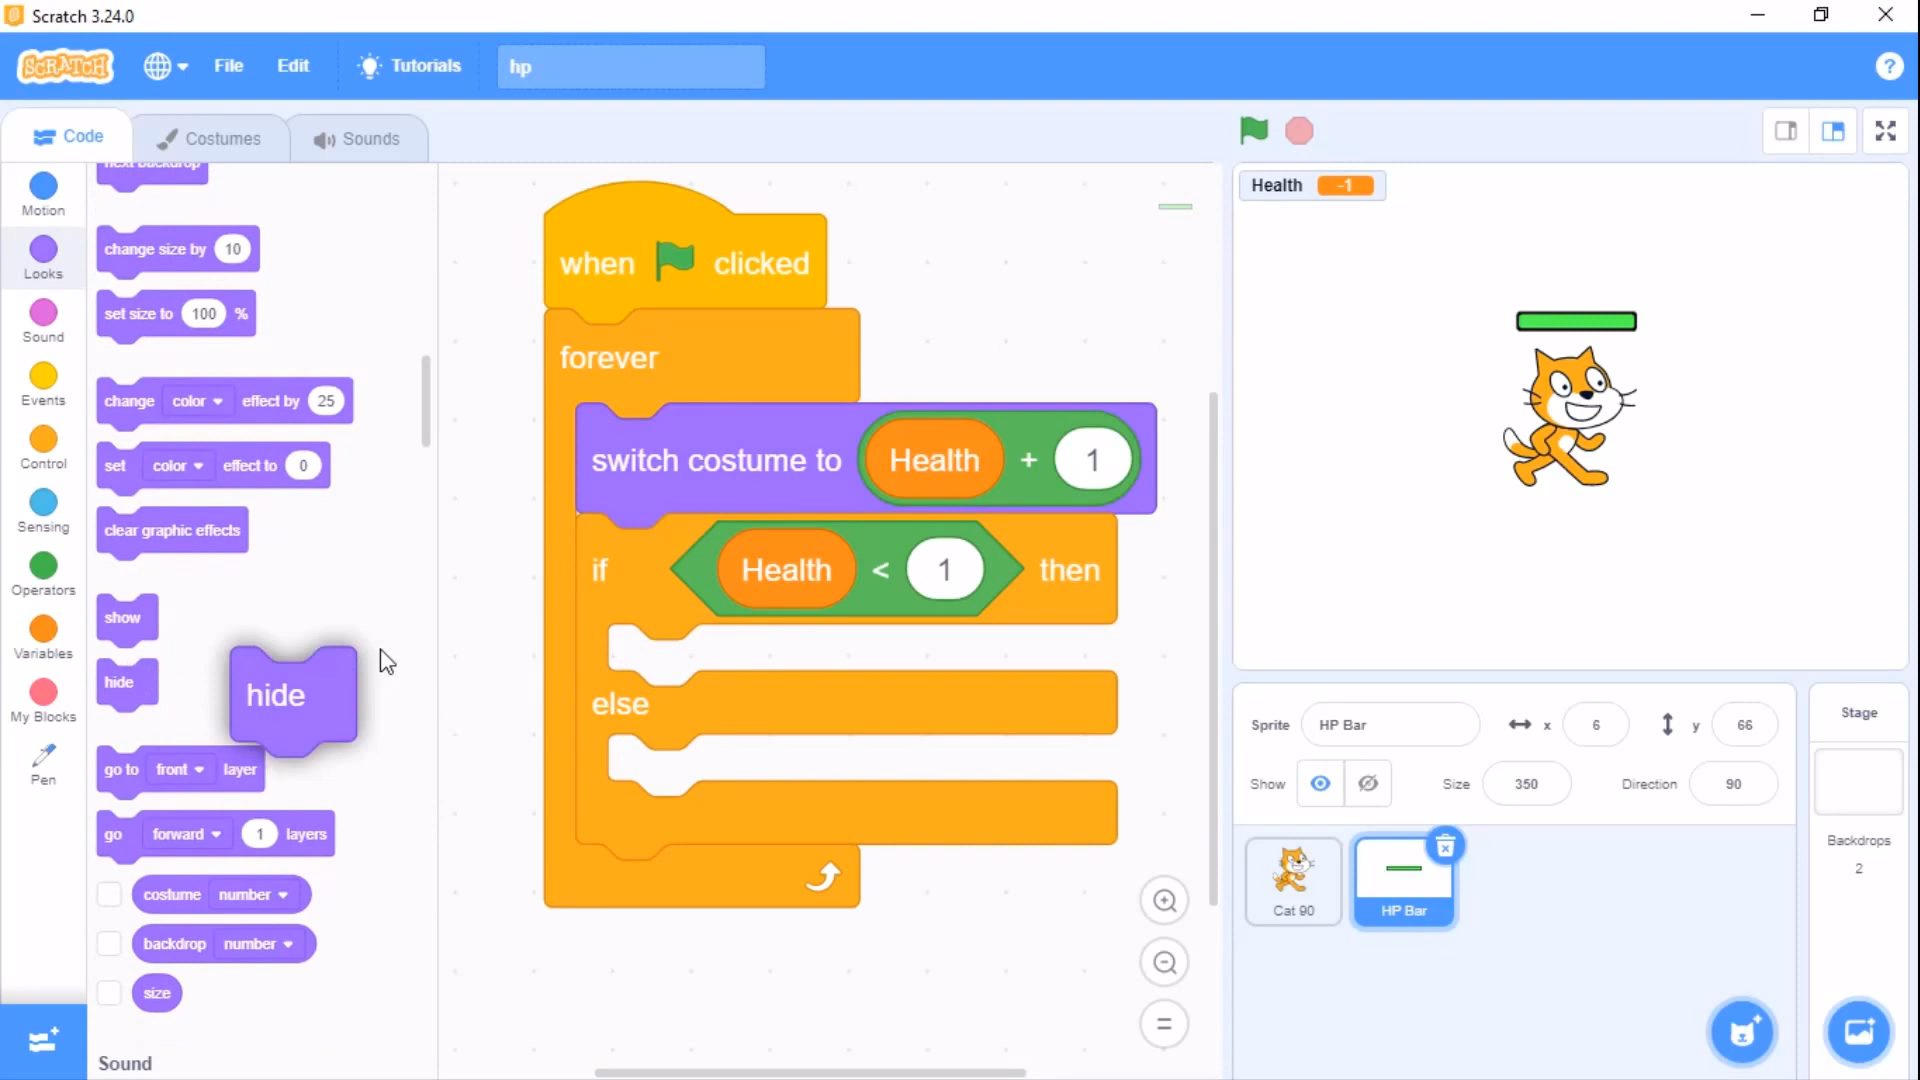 Scratch 3.24.0
SCRATCH
File
Edit
Tutorials
hp
?
Code
Costumes
Sounds
Motion
Looks
Sound
Events
Control
Sensing
Operators
Variables
My Blocks
Pen
next backdrop
change size by 10
set size to 100 %
change color effect by 25
set color effect to 0
clear graphic effects
show
hide
hide
go to front layer
go forward 1 layers
costume number
backdrop number
size
Sound
when clicked
forever
switch costume to Health + 1
if Health < 1 then
else
Health -1
Sprite HP Bar x 6 y 66
Show Size 350 Direction 90
Cat 90
HP Bar
Stage
Backdrops
2